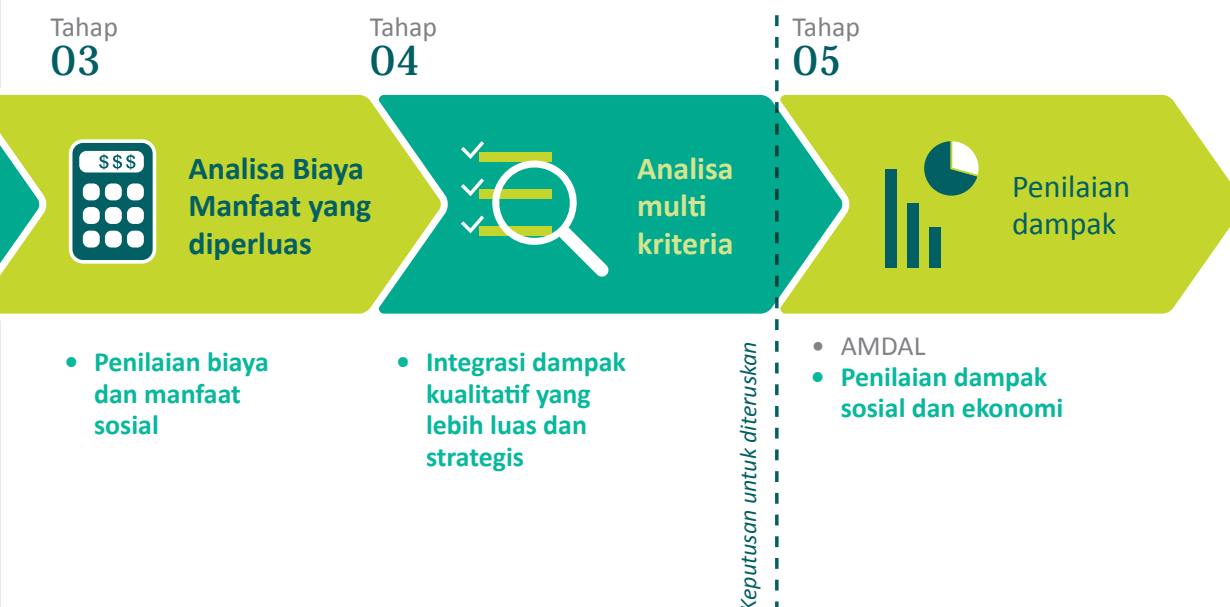 Tahap
03
$$$
Analisa Biaya
Manfaat yang
diperluas
• Penilaian biaya
dan manfaat
sosial
Tahap
04
Analisa
multi
kriteria
• Integrasi dampak
kualitatif yang
lebih luas dan
strategis
Keputusan untuk diteruskan
Tahap
05
Penilaian
dampak
• AMDAL
• Penilaian dampak
sosial dan ekonomi